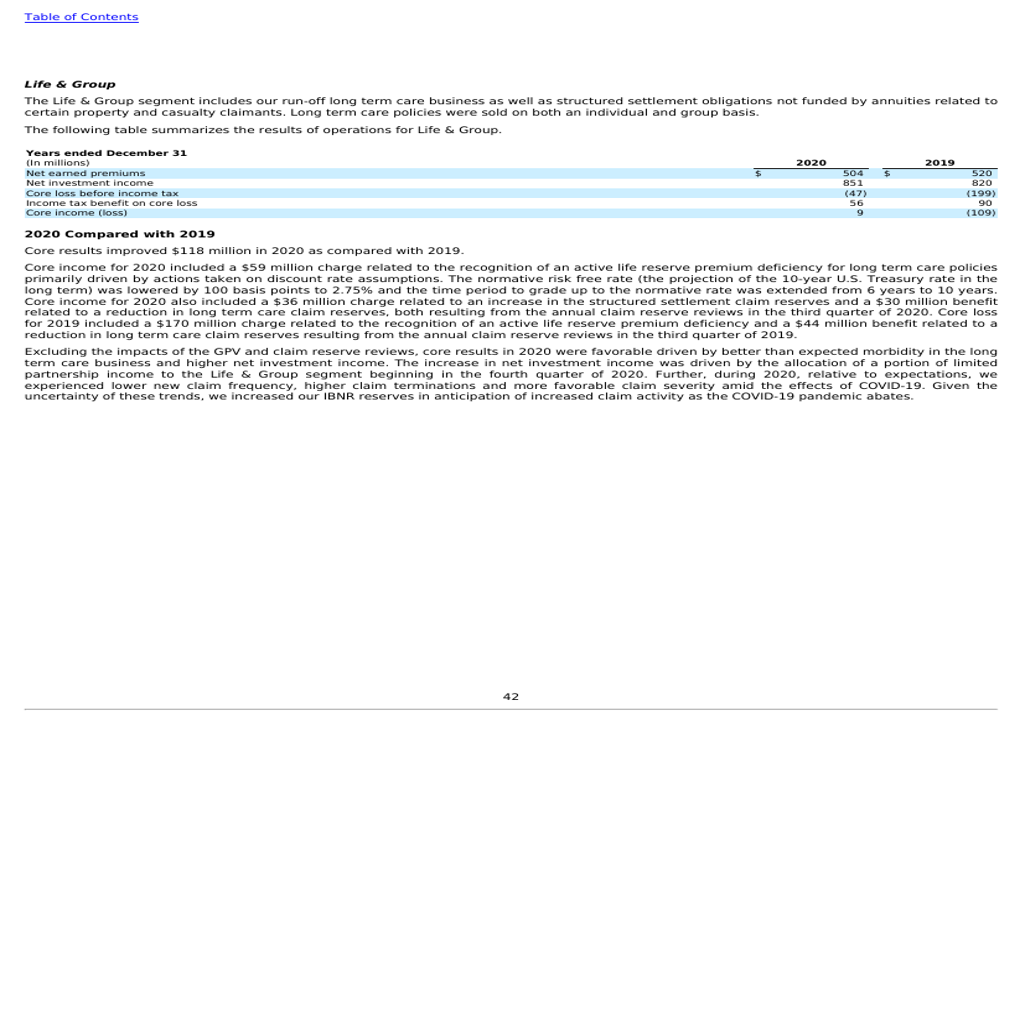 Table of Contents
Life & Group
The Life & Group segment includes our run-off long term care business as well as structured settlement obligations not funded by annuities related to
certain property and casualty claimants. Long term care policies were sold on both an individual and group basis.
The following table summarizes the results of operations for Life & Group.
Years ended December 31
(In millions) 2020 2019
Net earned premiums $ 504 $ 520
Net investment income 851 820
Core loss before income tax (47) (199)
Income tax benefit on core loss 56 90
Core income (loss) 9 (109)
2020 Compared with 2019
Core results improved $118 million in 2020 as compared with 2019.
Core income for 2020 included a $59 million charge related to the recognition of an active life reserve premium deficiency for long term care policies
primarily driven by actions taken on discount rate assumptions. The normative risk free rate (the projection of the 10-year U.S. Treasury rate in the
long term) was lowered by 100 basis points to 2.75% and the time period to grade up to the normative rate was extended from 6 years to 10 years.
Core income for 2020 also included a $36 million charge related to an increase in the structured settlement claim reserves and a $30 million benefit
related to a reduction in long term care claim reserves, both resulting from the annual claim reserve reviews in the third quarter of 2020. Core loss
for 2019 included a $170 million charge related to the recognition of an active life reserve premium deficiency and a $44 million benefit related to a
reduction in long term care claim reserves resulting from the annual claim reserve reviews in the third quarter of 2019.
Excluding the impacts of the GPV and claim reserve reviews, core results in 2020 were favorable driven by better than expected morbidity in the long
term care business and higher net investment income. The increase in net investment income was driven by the allocation of a portion of limited
partnership income to the Life & Group segment beginning in the fourth quarter of 2020. Further, during 2020, relative to expectations, we
experienced lower new claim frequency, higher claim terminations and more favorable claim severity amid the effects of COVID-19. Given the
uncertainty of these trends, we increased our IBNR reserves in anticipation of increased claim activity as the COVID-19 pandemic abates.
42